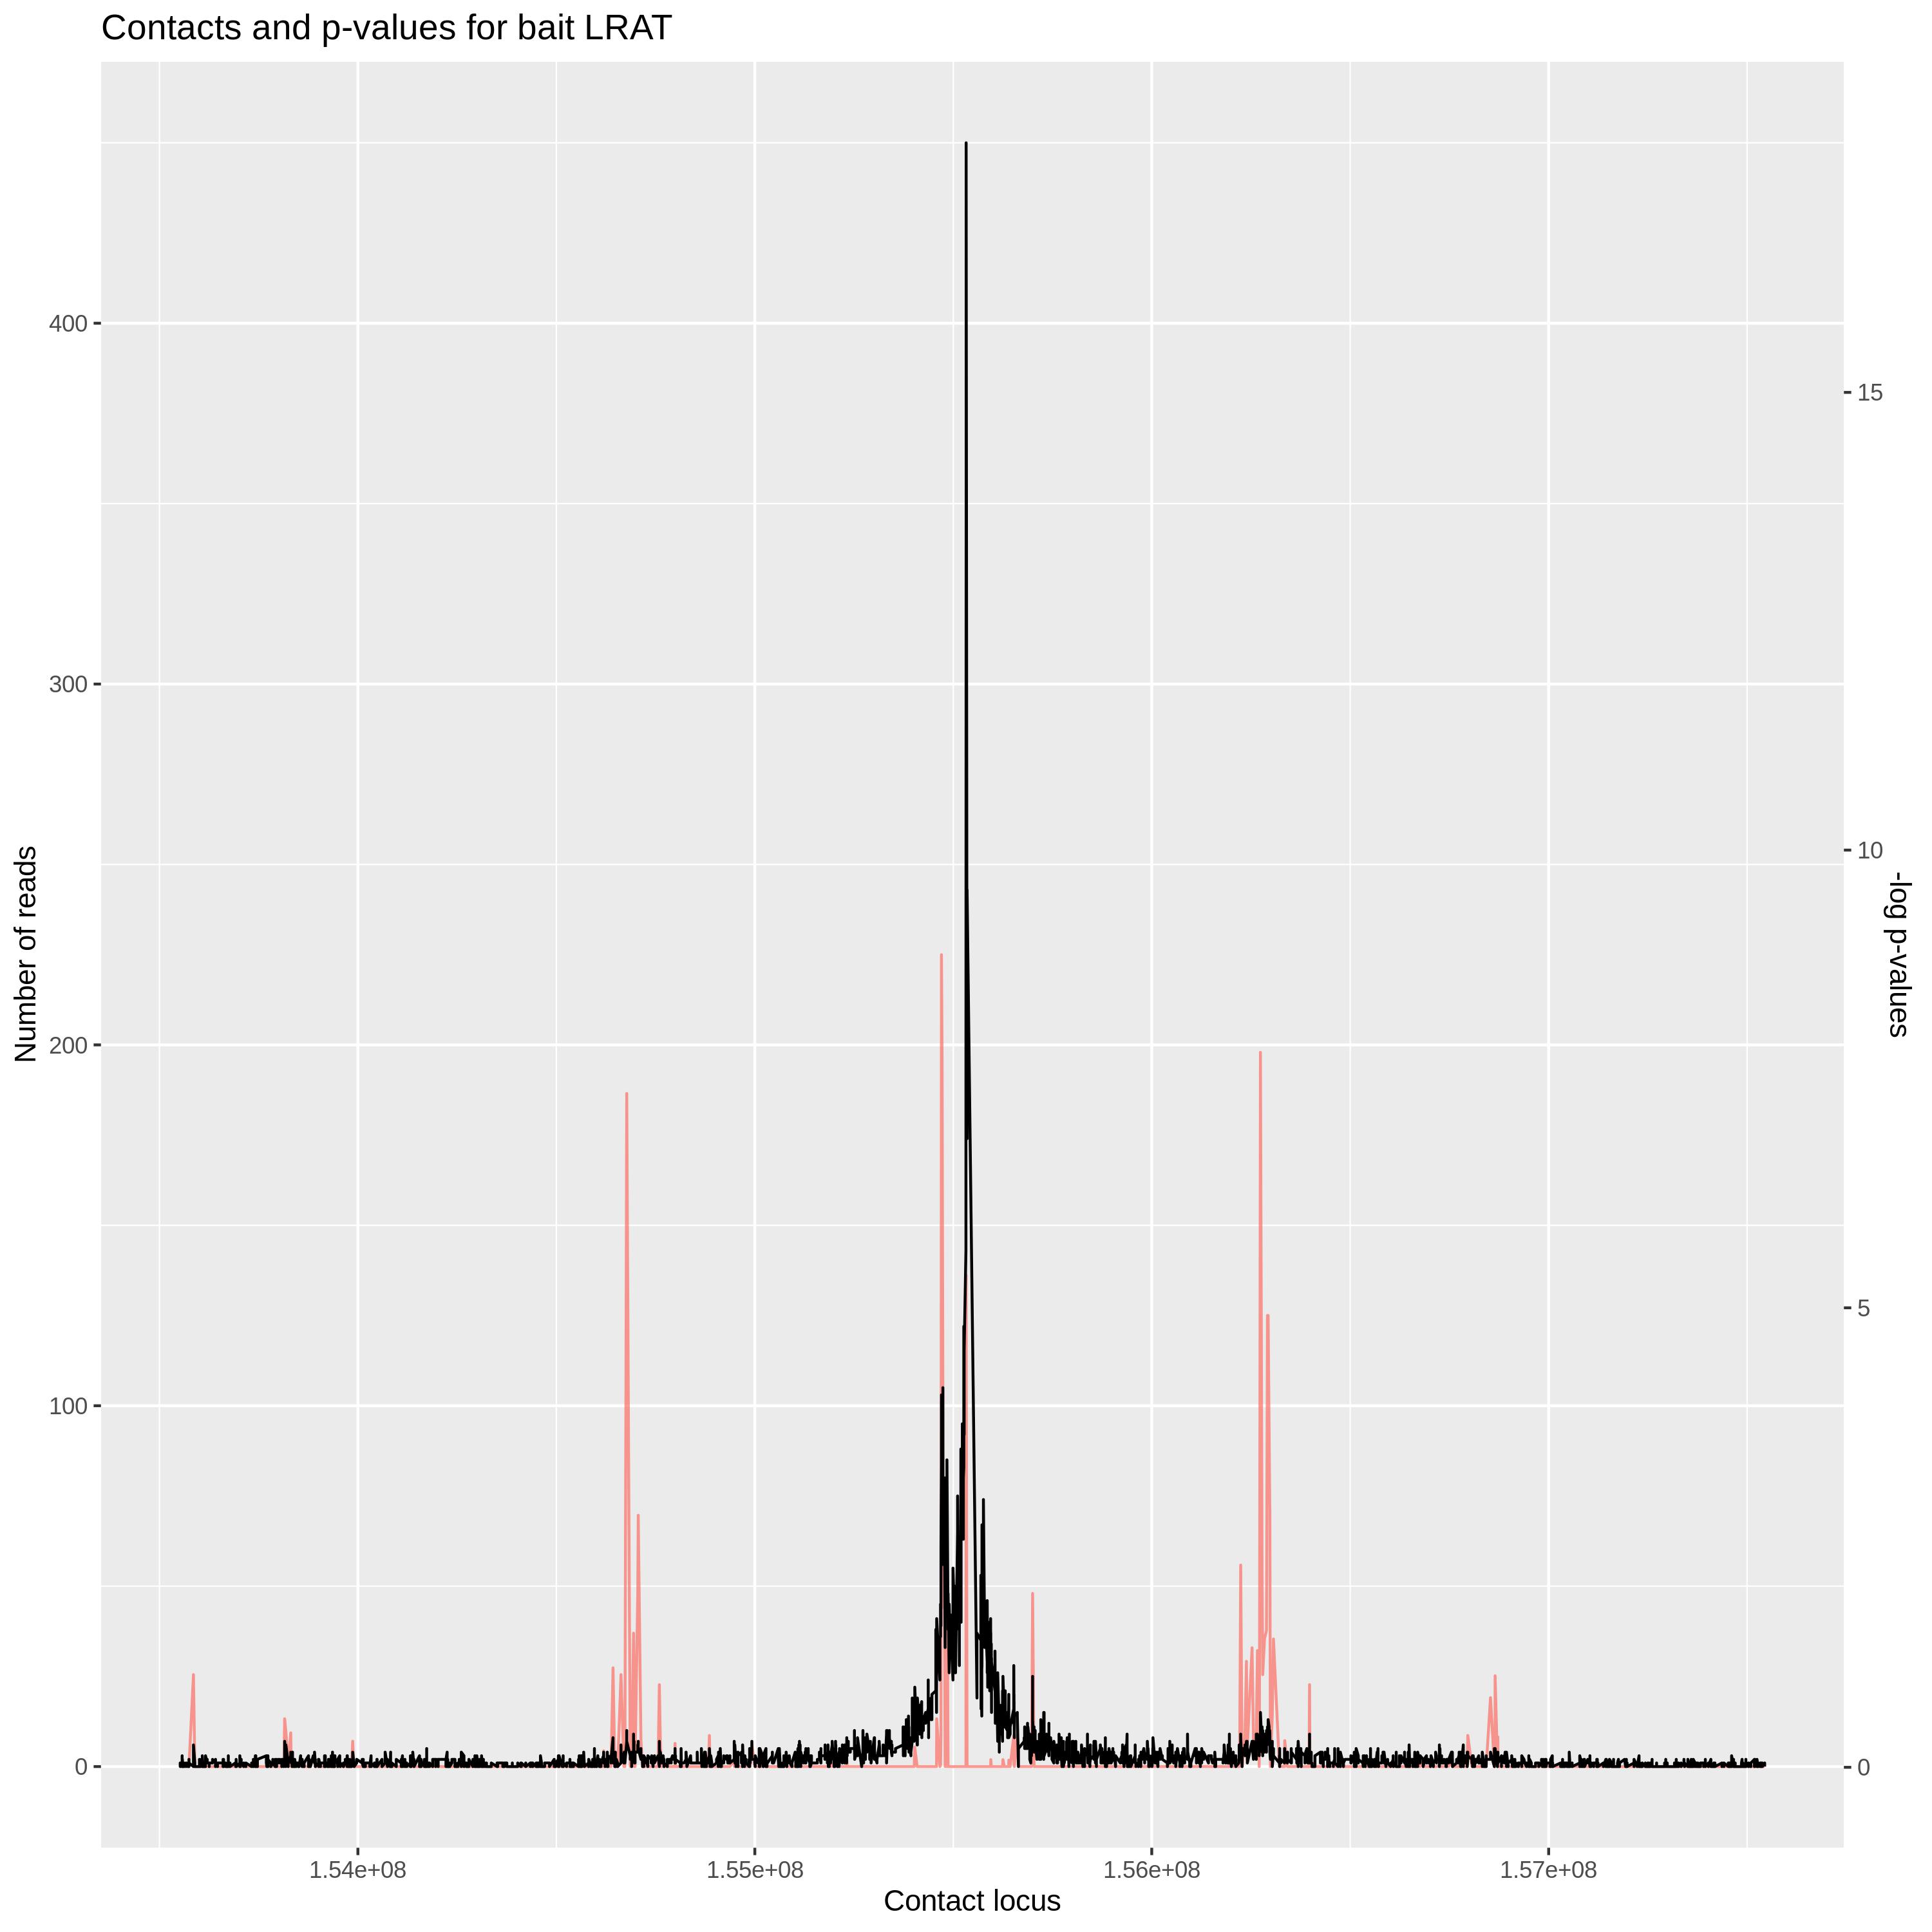 Contacts and p-values for bait LRAT
Number of reads
400
300
200
100
0
15
10
5
0
-log p-values
1.54e+08 1.55e+08 1.56e+08 1.57e+08
Contact locus